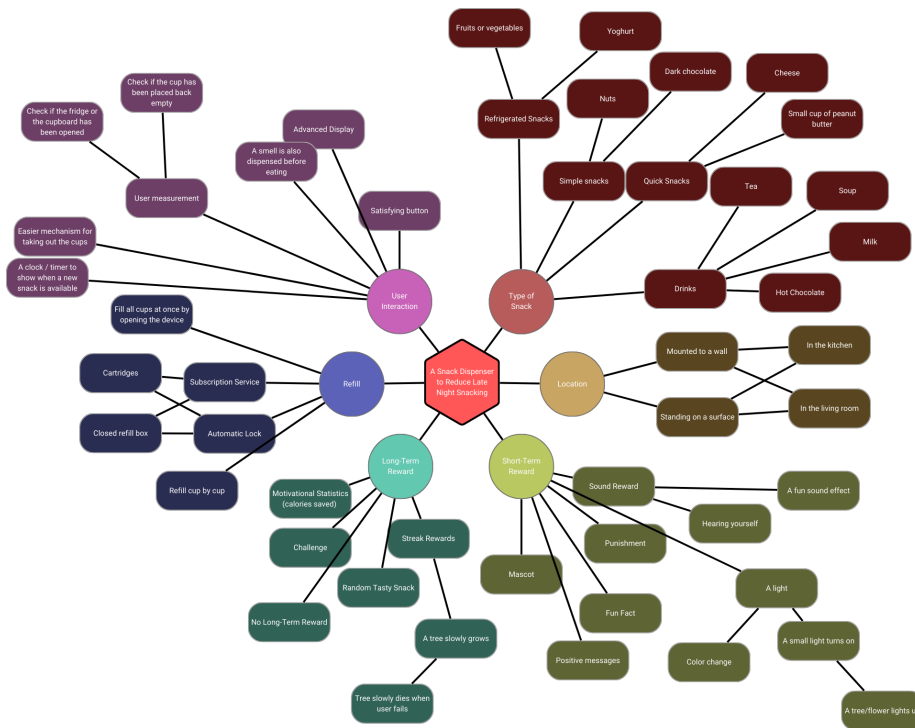 Fruits or vegetables
Yoghurt
Dark chocolate
Cheese
Nuts
Small cup of peanut
butter
Refrigerated Snacks
Simple snacks
Quick Snacks
Tea
Soup
Milk
Drinks
Hot Chocolate
Type of
Snack
Check if the cup has
been placed back
empty
Check if the fridge or
the cupboard has
been opened
Advanced Display
A smell is also
dispensed before
eating
User measurement
Satisfying button
Easier mechanism for
taking out the cups
A clock / timer to
show when a new
snack is available
User
Interaction
Fill all cups at once by
opening the device
Cartridges
Subscription Service
Refill
Closed refill box
Automatic Lock
Refill cup by cup
A Snack Dispenser
to Reduce Late
Night Snacking
Location
Mounted to a wall
In the kitchen
Standing on a surface
In the living room
Long-Term
Reward
Motivational Statistics
(calories saved)
Challenge
Streak Rewards
Random Tasty Snack
No Long-Term Reward
A tree slowly grows
Tree slowly dies when
user fails
Short-Term
Reward
Sound Reward
A fun sound effect
Hearing yourself
Punishment
Mascot
A light
Fun Fact
Positive messages
Color change
A small light turns on
A tree/flower lights u